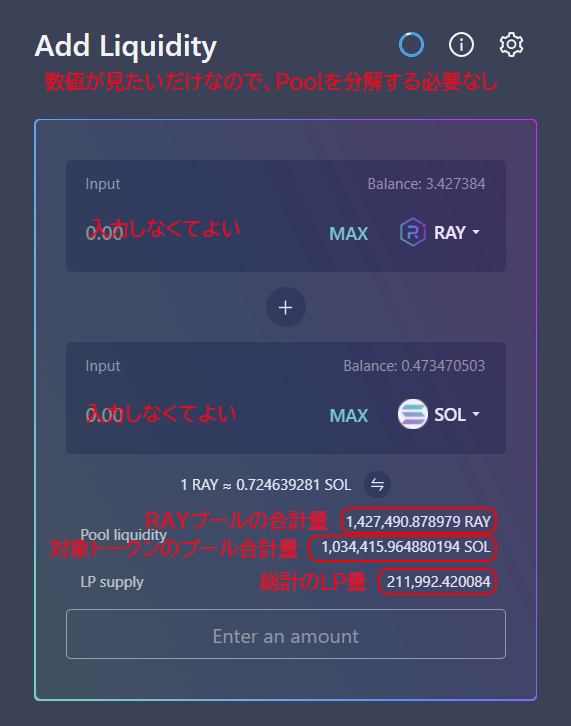 Add Liquidity
数値が見たいだけなので、Poolを分解する必要なし
Input
Balance: 3.427384
0.00
入力しなくてよい
MAX
RAY
+
Input
Balance: 0.473470503
0.00
入力しなくてよい
MAX
SOL
1 RAY ≈ 0.724639281 SOL
RAYプールの合計量
1,427,490.878979 RAY
Pool liquidity
対象トークンのプール合計量
1,034,415.964880194 SOL
LP supply
総計のLP量
211,992.420084
Enter an amount